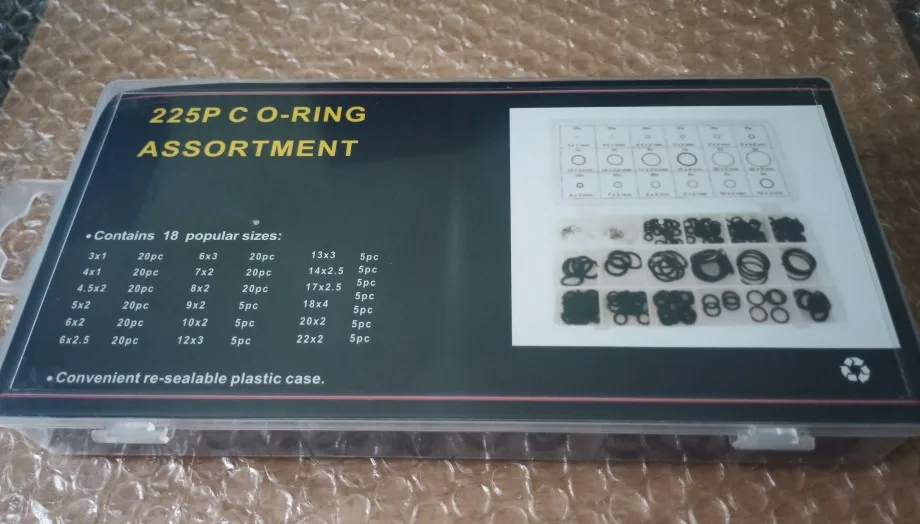 225P C O-RING
ASSORTMENT
• Contains 18 popular sizes:
3x1 20pc 6x3 20pc 13x3 5pc
4x1 20pc 7x2 20pc 14x2.5 5pc
4.5x2 20pc 8x2 20pc 17x2.5 5pc
5x2 20pc 9x2 5pc 18x4 5pc
6x2 20pc 10x2 5pc 20x2 5pc
6x2.5 20pc 12x3 5pc 22x2 5pc
• Convenient re-sealable plastic case.